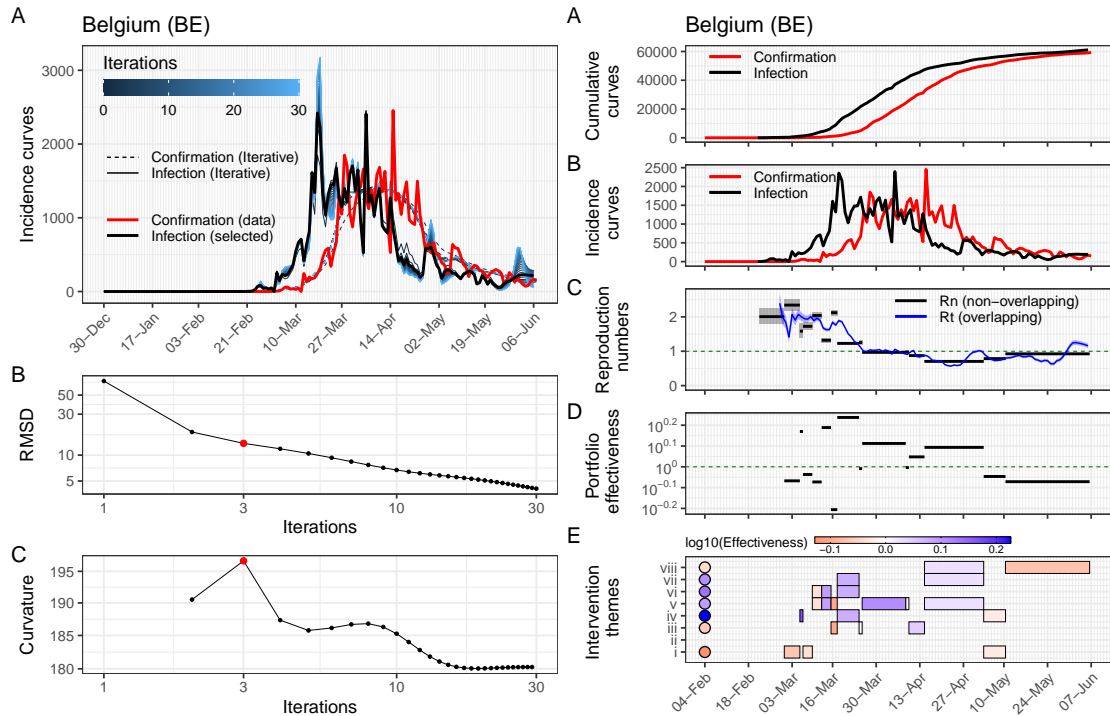 A
Belgium (BE)
Iterations
0 10 20 30
Confirmation (Iterative)
Infection (Iterative)
Confirmation (data)
Infection (selected)
Incidence curves
3000
2000
1000
0
30−Dec 17−Jan 03−Feb 21−Feb 10−Mar 27−Mar 14−Apr 02−May 19−May 06−Jun
B
RMSD
50
30
10
5
1 3 10 30
Iterations
C
Curvature
195
190
185
180
1 3 10 30
Iterations
A
Belgium (BE)
Cumulative
curves
60000
40000
20000
0
Confirmation
Infection
B
Incidence
curves
2500
2000
1500
1000
500
0
Confirmation
Infection
C
Reproduction
numbers
2
1
0
Rn (non−overlapping)
Rt (overlapping)
D
Portfolio
effectiveness
10^0.2
10^0.1
10^0
10^−0.1
10^−0.2
E
log10(Effectiveness)
−0.1 0.0 0.1 0.2
Intervention
themes
viii
vii
vi
v
iv
iii
ii
i
04−Feb 18−Feb 03−Mar 16−Mar 30−Mar 13−Apr 27−Apr 10−May 24−May 07−Jun